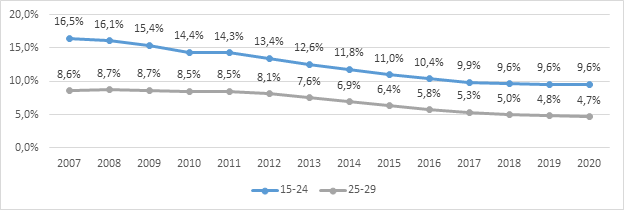 20,0%
16,5% 16,1% 15,4% 14,4% 14,3% 13,4% 12,6% 11,8% 11,0% 10,4% 9,9% 9,6% 9,6% 9,6%
15,0%
10,0%
8,6% 8,7% 8,7% 8,5% 8,5% 8,1% 7,6% 6,9% 6,4% 5,8% 5,3% 5,0% 4,8% 4,7%
5,0%
0,0%
2007 2008 2009 2010 2011 2012 2013 2014 2015 2016 2017 2018 2019 2020
15-24 25-29